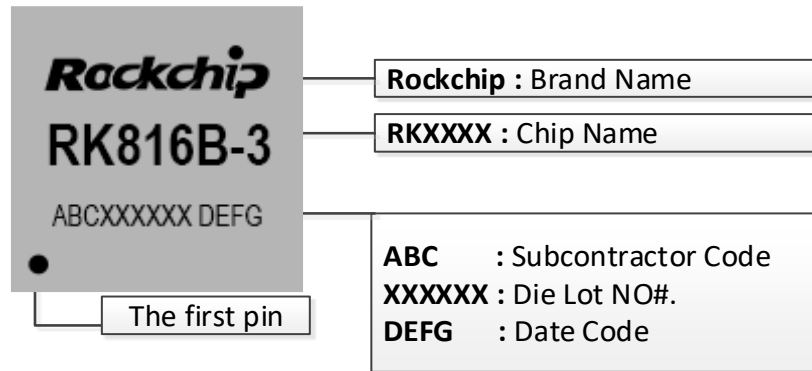 Rockchip
RK816B-3
ABCXXXXXX DEFG
The first pin
Rockchip : Brand Name
RKXXXX : Chip Name
ABC : Subcontractor Code
XXXXXX : Die Lot NO#.
DEFG : Date Code